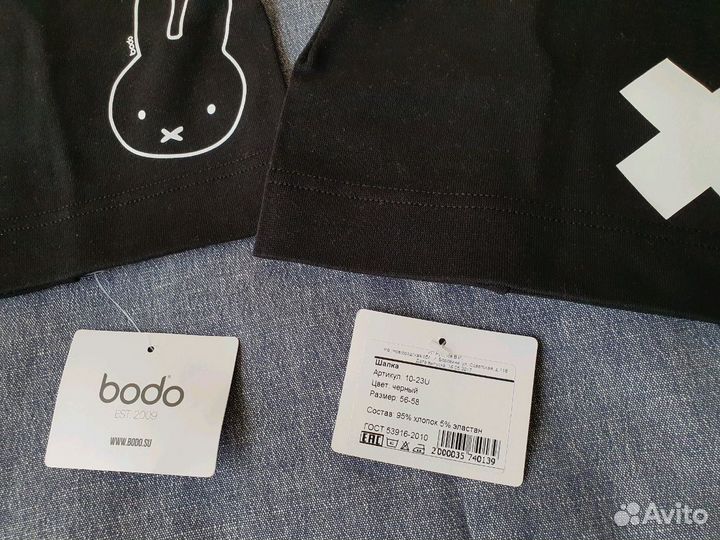 bodo
bodo
EST. 2009
WWW.BODO.SU
Шапка
Артикул: 10-23U
Цвет: черный
Размер: 56-58
Состав: 95% хлопок 5% эластан
ГОСТ 53916-2010
EAC
2000035 740139
Avito